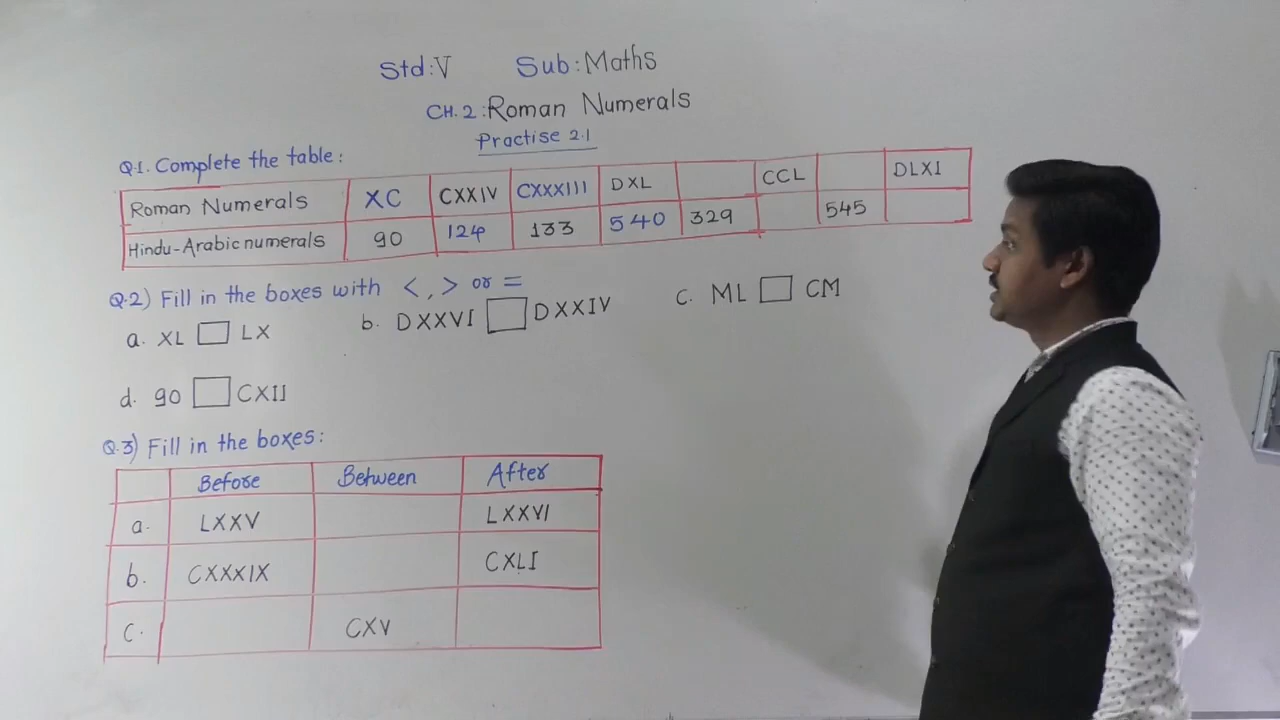 Std:V Sub:Maths
CH.2:Roman Numerals
Practise 2.1
Q.1. Complete the table:
Roman Numerals XC CXXIV CXXXIII DXL CCL DLXI
Hindu-Arabic numerals 90 124 133 540 329 545
Q.2) Fill in the boxes with <, > or =
a. XL □ LX b. DXXVI □ DXXIV c. ML □ CM
d. 90 □ CXII
Q.3) Fill in the boxes:
Before Between After
a. LXXV LXXVI
b. CXXXIX CXLI
c. CXV